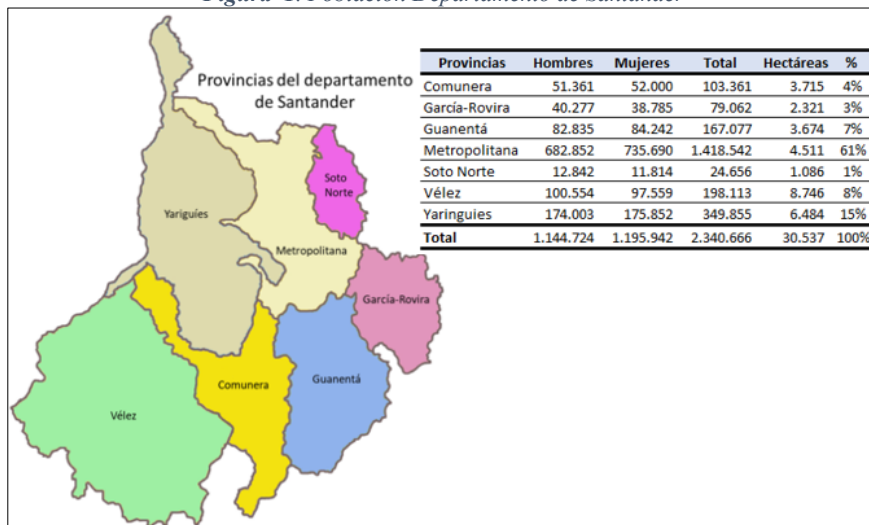 Población Departamento de Santander
Provincias del departamento
de Santander
Provincias Hombres Mujeres Total Hectáreas %
Comunera 51.361 52.000 103.361 3.715 4%
García-Rovira 40.277 38.785 79.062 2.321 3%
Guanentá 82.835 84.242 167.077 3.674 7%
Metropolitana 682.852 735.690 1.418.542 4.511 61%
Soto Norte 12.842 11.814 24.656 1.086 1%
Vélez 100.554 97.559 198.113 8.746 8%
Yaringuies 174.003 175.852 349.855 6.484 15%
Total 1.144.724 1.195.942 2.340.666 30.537 100%
Soto
Norte
Yariguíes
Metropolitana
García-Rovira
Guanentá
Comunera
Vélez